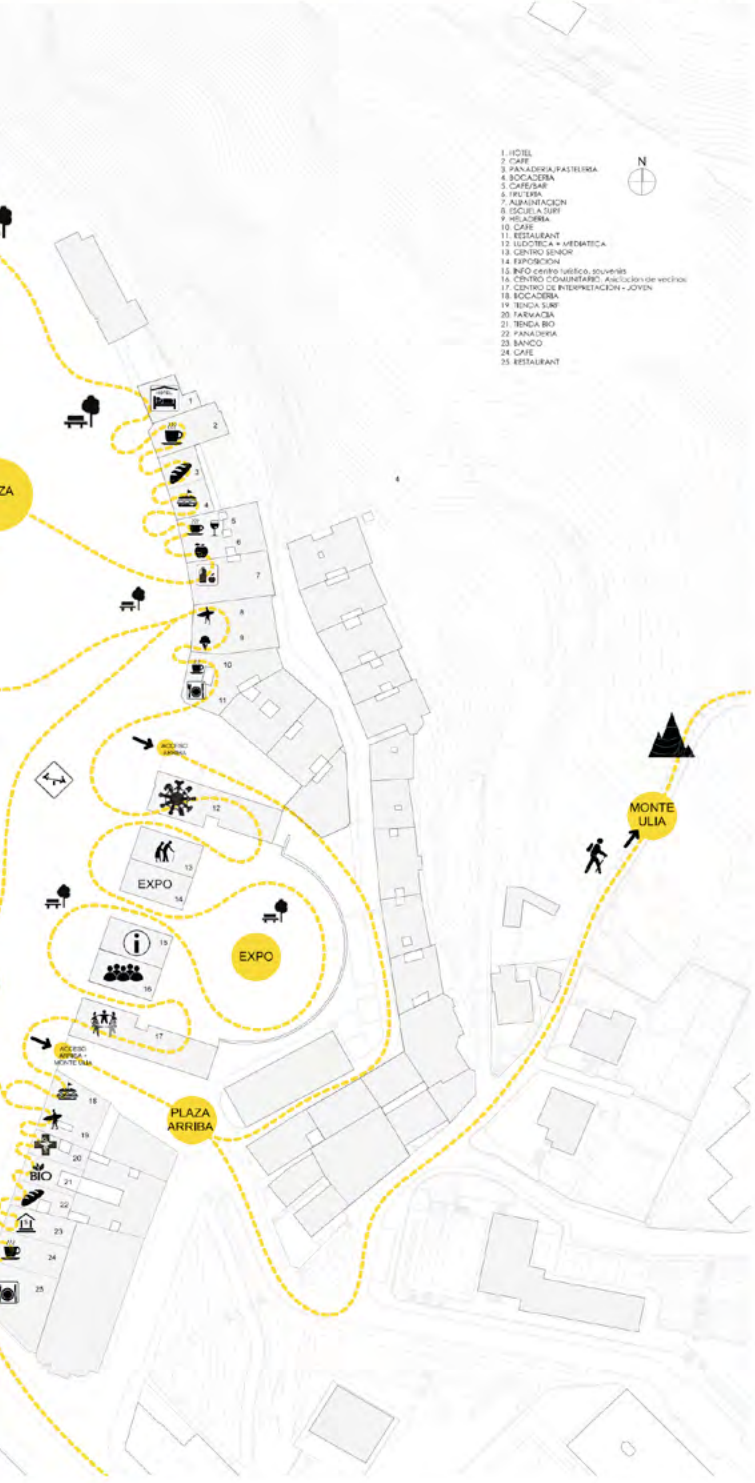 1. HOTEL
2. CAFE
3. PANADERIA/PASTELERIA
4. BOCADERIA
5. CAFE/BAR
6. FRUTERIA
7. ALIMENTACION
8. ESCUELA SURF
9. HELADERIA
10. CAFE
11. RESTAURANT
12. LUDOTECA + MEDIATECA
13. CENTRO SENIOR
14. EXPOSICION
15. INFO centro turistico, souvenirs
16. CENTRO COMUNITARIO. Asociacion de vecinos
17. CENTRO DE INTERPRETACION - JOVEN
18. BOCADERIA
19. TIENDA SURF
20. FARMACIA
21. TIENDA BIO
22. PANADERIA
23. BANCO
24. CAFE
25. RESTAURANT
N
HOTEL
1
2
3
4
4
ZA
5
6
7
8
9
10
11
ACCESO
ARRIBA
12
MONTE
ULIA
13
EXPO
14
i
15
EXPO
16
17
ACCESO
ARRIBA +
MONTE ULIA
18
PLAZA
ARRIBA
19
20
BIO
21
22
23
24
25